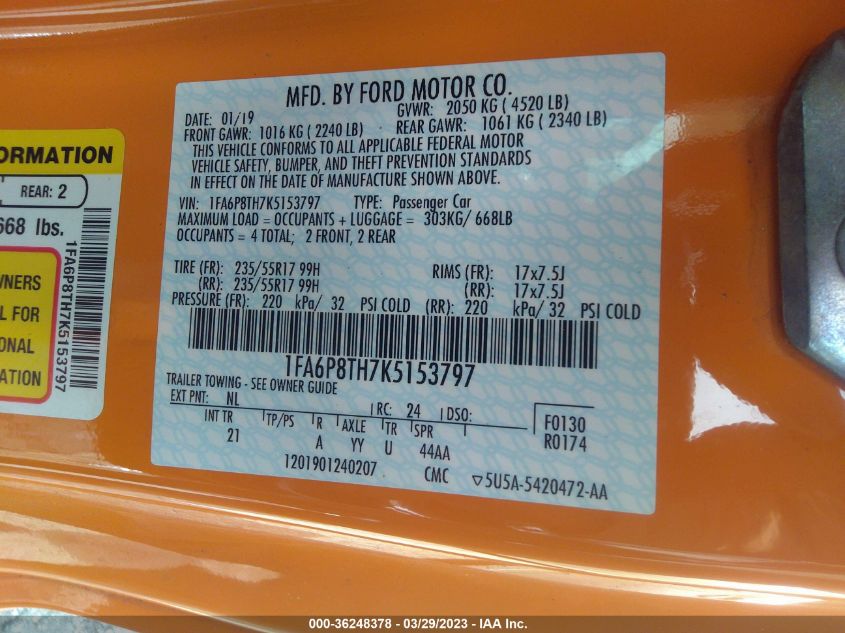 MFD. BY FORD MOTOR CO.
DATE: 01/19 GVWR: 2050 KG ( 4520 LB)
FRONT GAWR: 1016 KG ( 2240 LB) REAR GAWR: 1061 KG ( 2340 LB)
THIS VEHICLE CONFORMS TO ALL APPLICABLE FEDERAL MOTOR
VEHICLE SAFETY, BUMPER, AND THEFT PREVENTION STANDARDS
IN EFFECT ON THE DATE OF MANUFACTURE SHOWN ABOVE.
VIN: 1FA6P8TH7K5153797 TYPE: Passenger Car
MAXIMUM LOAD = OCCUPANTS + LUGGAGE = 303KG/ 668LB
OCCUPANTS = 4 TOTAL; 2 FRONT, 2 REAR
TIRE (FR): 235/55R17 99H RIMS (FR): 17x7.5J
(RR): 235/55R17 99H (RR): 17x7.5J
PRESSURE (FR): 220 kPa/ 32 PSI COLD (RR): 220 kPa/ 32 PSI COLD
1FA6P8TH7K5153797
TRAILER TOWING - SEE OWNER GUIDE
EXT PNT: NL RC: 24 DSO: F0130
INT TR TP/PS R AXLE TR SPR R0174
21 A YY U 44AA
1201901240207 CMC ▽5U5A-5420472-AA
ORMATION
REAR: 2
668 lbs.
WNERS
L FOR
ONAL
ATION
1FA6P8TH7K5153797
000-36248378 - 03/29/2023 - IAA Inc.